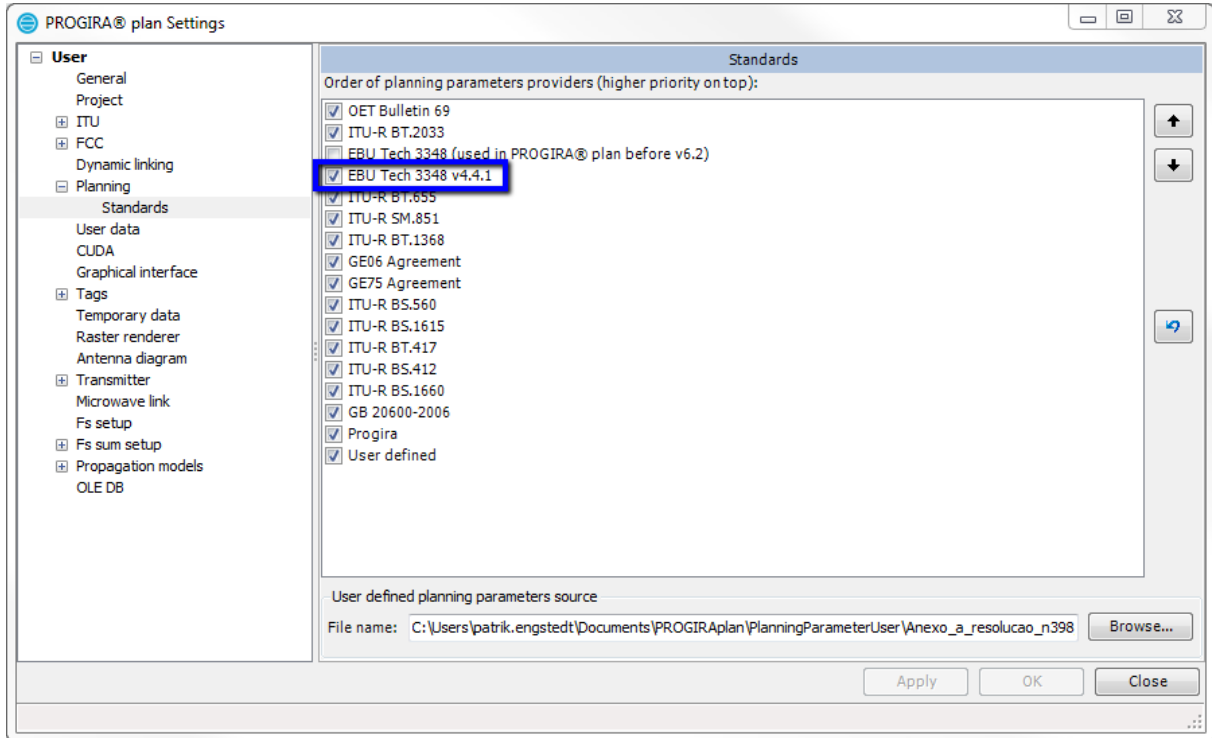 PROGIRA® plan Settings
User
General
Project
ITU
FCC
Dynamic linking
Planning
Standards
User data
CUDA
Graphical interface
Tags
Temporary data
Raster renderer
Antenna diagram
Transmitter
Microwave link
Fs setup
Fs sum setup
Propagation models
OLE DB
Standards
Order of planning parameters providers (higher priority on top):
OET Bulletin 69
ITU-R BT.2033
EBU Tech 3348 (used in PROGIRA® plan before v6.2)
EBU Tech 3348 v4.4.1
ITU-R BT.655
ITU-R SM.851
ITU-R BT.1368
GE06 Agreement
GE75 Agreement
ITU-R BS.560
ITU-R BS.1615
ITU-R BT.417
ITU-R BS.412
ITU-R BS.1660
GB 20600-2006
Progira
User defined
User defined planning parameters source
File name: C:\Users\patrik.engstedt\Documents\PROGIRAplan\PlanningParameterUser\Anexo_a_resolucao_n398 Browse...
Apply OK Close